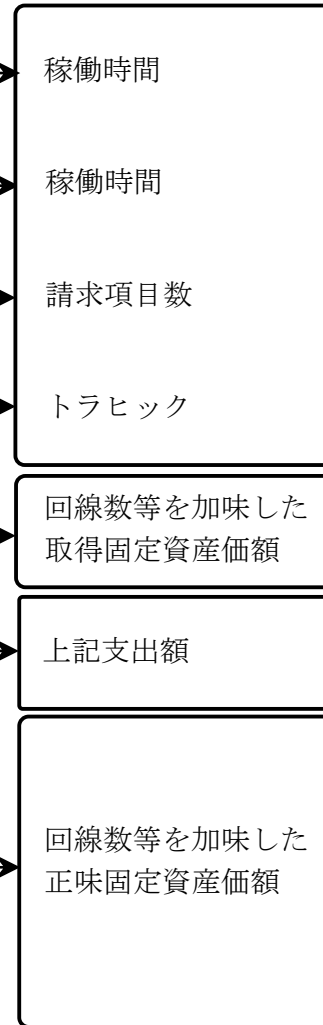 稼働時間
稼働時間
請求項目数
トラヒック
回線数等を加味した
取得固定資産価額
上記支出額
回線数等を加味した
正味固定資産価額